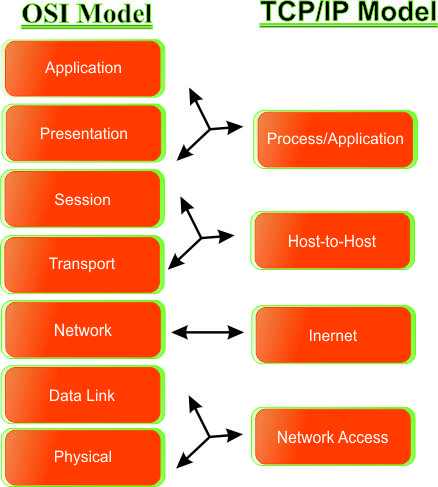 OSI Model
Application
Presentation
Session
Transport
Network
Data Link
Physical
TCP/IP Model
Process/Application
Host-to-Host
Inernet
Network Access